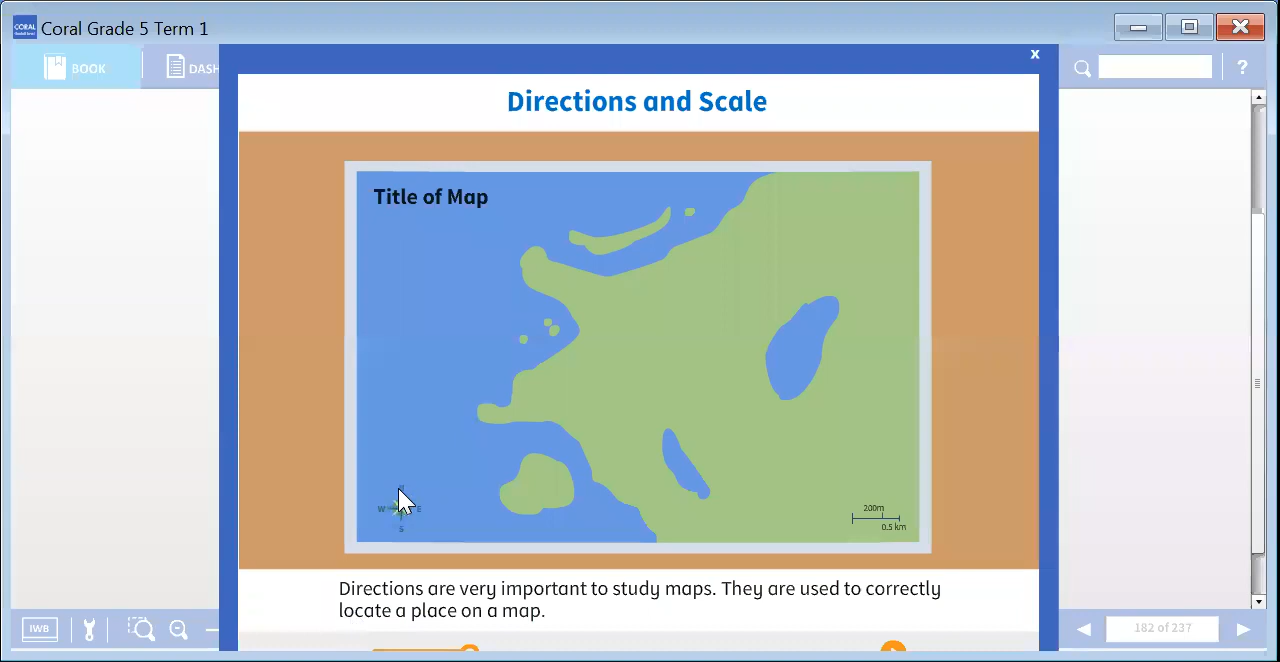 CORAL
Coral Grade 5 Term 1
x
BOOK
DASH
?
Directions and Scale
Title of Map
N
W E
S
200m
0.5 km
Directions are very important to study maps. They are used to correctly
locate a place on a map.
IWB
182 of 237